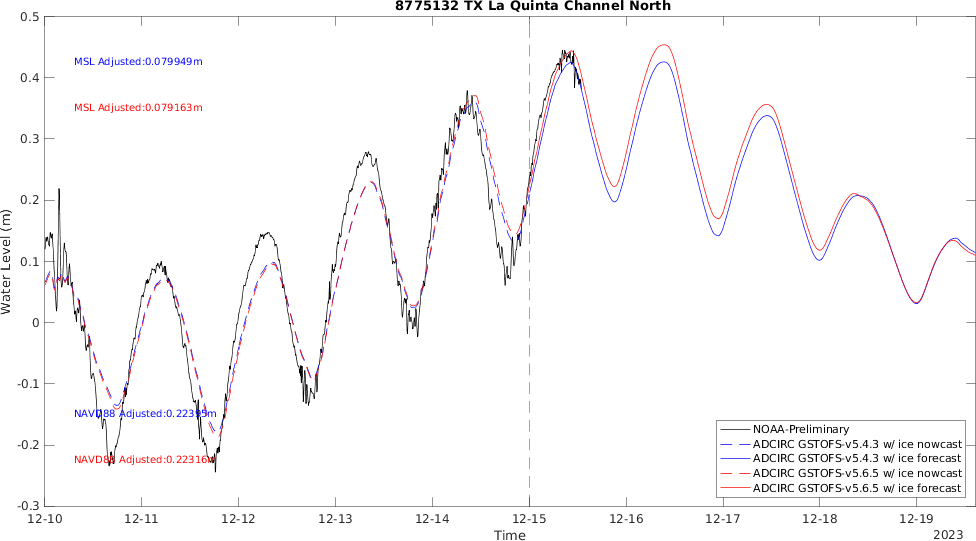 8775132 TX La Quinta Channel North
0.5
MSL Adjusted:0.079949m
0.4
MSL Adjusted:0.079163m
0.3
0.2
0.1
0
-0.1
-0.2
-0.3
Water Level (m)
NAVD88 Adjusted:0.22395m
NAVD88 Adjusted:0.22316m
NOAA-Preliminary
ADCIRC GSTOFS-v5.4.3 w/ ice nowcast
ADCIRC GSTOFS-v5.4.3 w/ ice forecast
ADCIRC GSTOFS-v5.6.5 w/ ice nowcast
ADCIRC GSTOFS-v5.6.5 w/ ice forecast
12-10 12-11 12-12 12-13 12-14 12-15 12-16 12-17 12-18 12-19
Time
2023